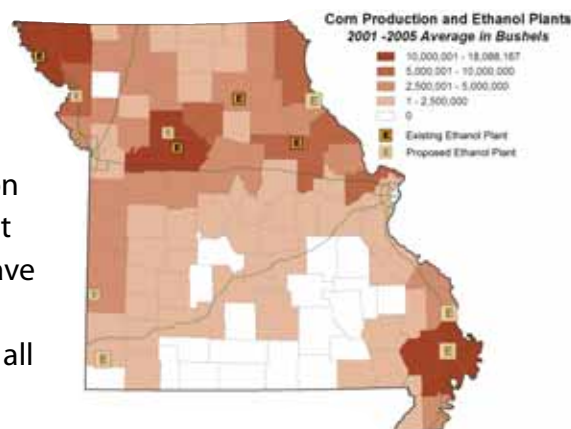 Corn Production and Ethanol Plants
2001 -2005 Average in Bushels
10,000,001 - 18,088,167
5,000,001 - 10,000,000
2,500,001 - 5,000,000
1 - 2,500,000
0
E Existing Ethanol Plant
E Proposed Ethanol Plant
E
E
E
E
E
E
E
E
E
on
t
ave
all